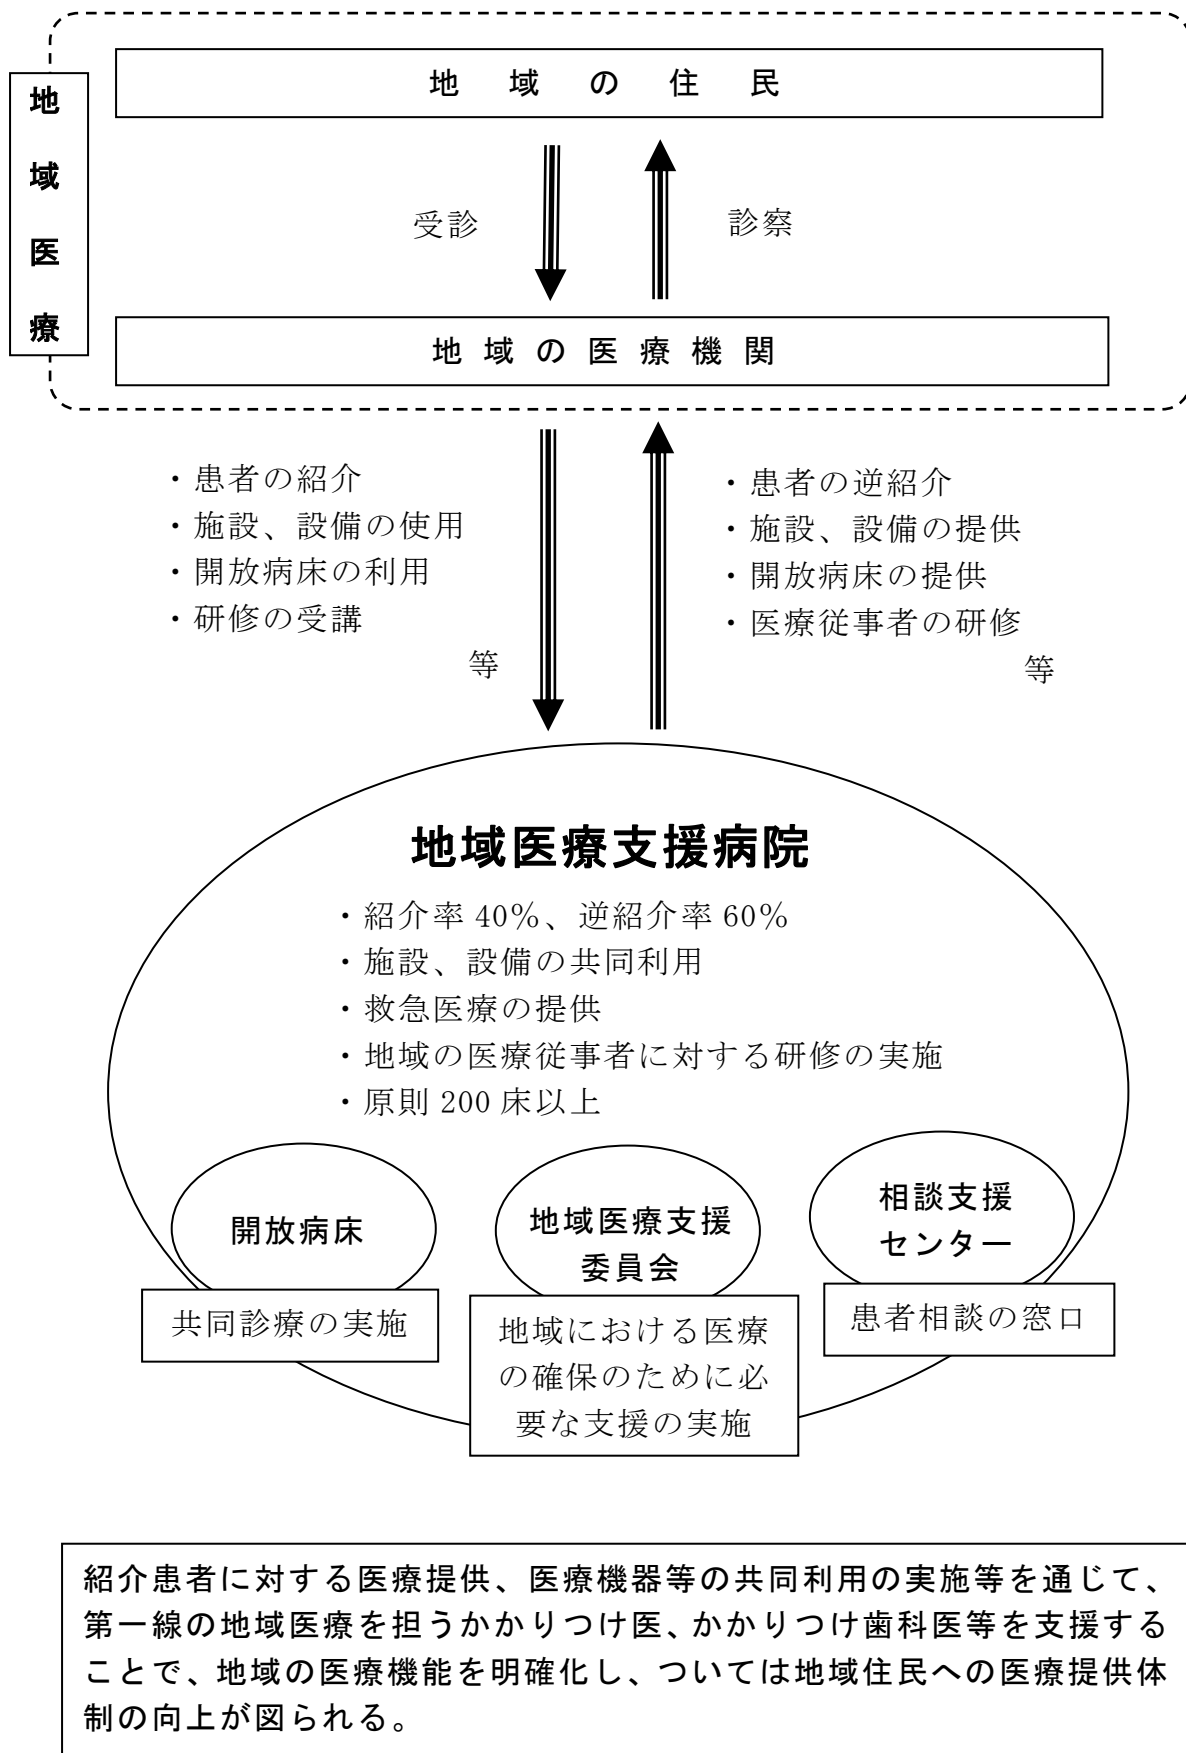 地域医療
地域の住民
受診
診察
地域の医療機関
・患者の紹介
・施設、設備の使用
・開放病床の利用
・研修の受講
等
・患者の逆紹介
・施設、設備の提供
・開放病床の提供
・医療従事者の研修
等
地域医療支援病院
・紹介率 40%、逆紹介率 60%
・施設、設備の共同利用
・救急医療の提供
・地域の医療従事者に対する研修の実施
・原則 200 床以上
開放病床
共同診療の実施
地域医療支援
委員会
地域における医療
の確保のために必
要な支援の実施
相談支援
センター
患者相談の窓口
紹介患者に対する医療提供、医療機器等の共同利用の実施等を通じて、
第一線の地域医療を担うかかりつけ医、かかりつけ歯科医等を支援する
ことで、地域の医療機能を明確化し、ついては地域住民への医療提供体
制の向上が図られる。